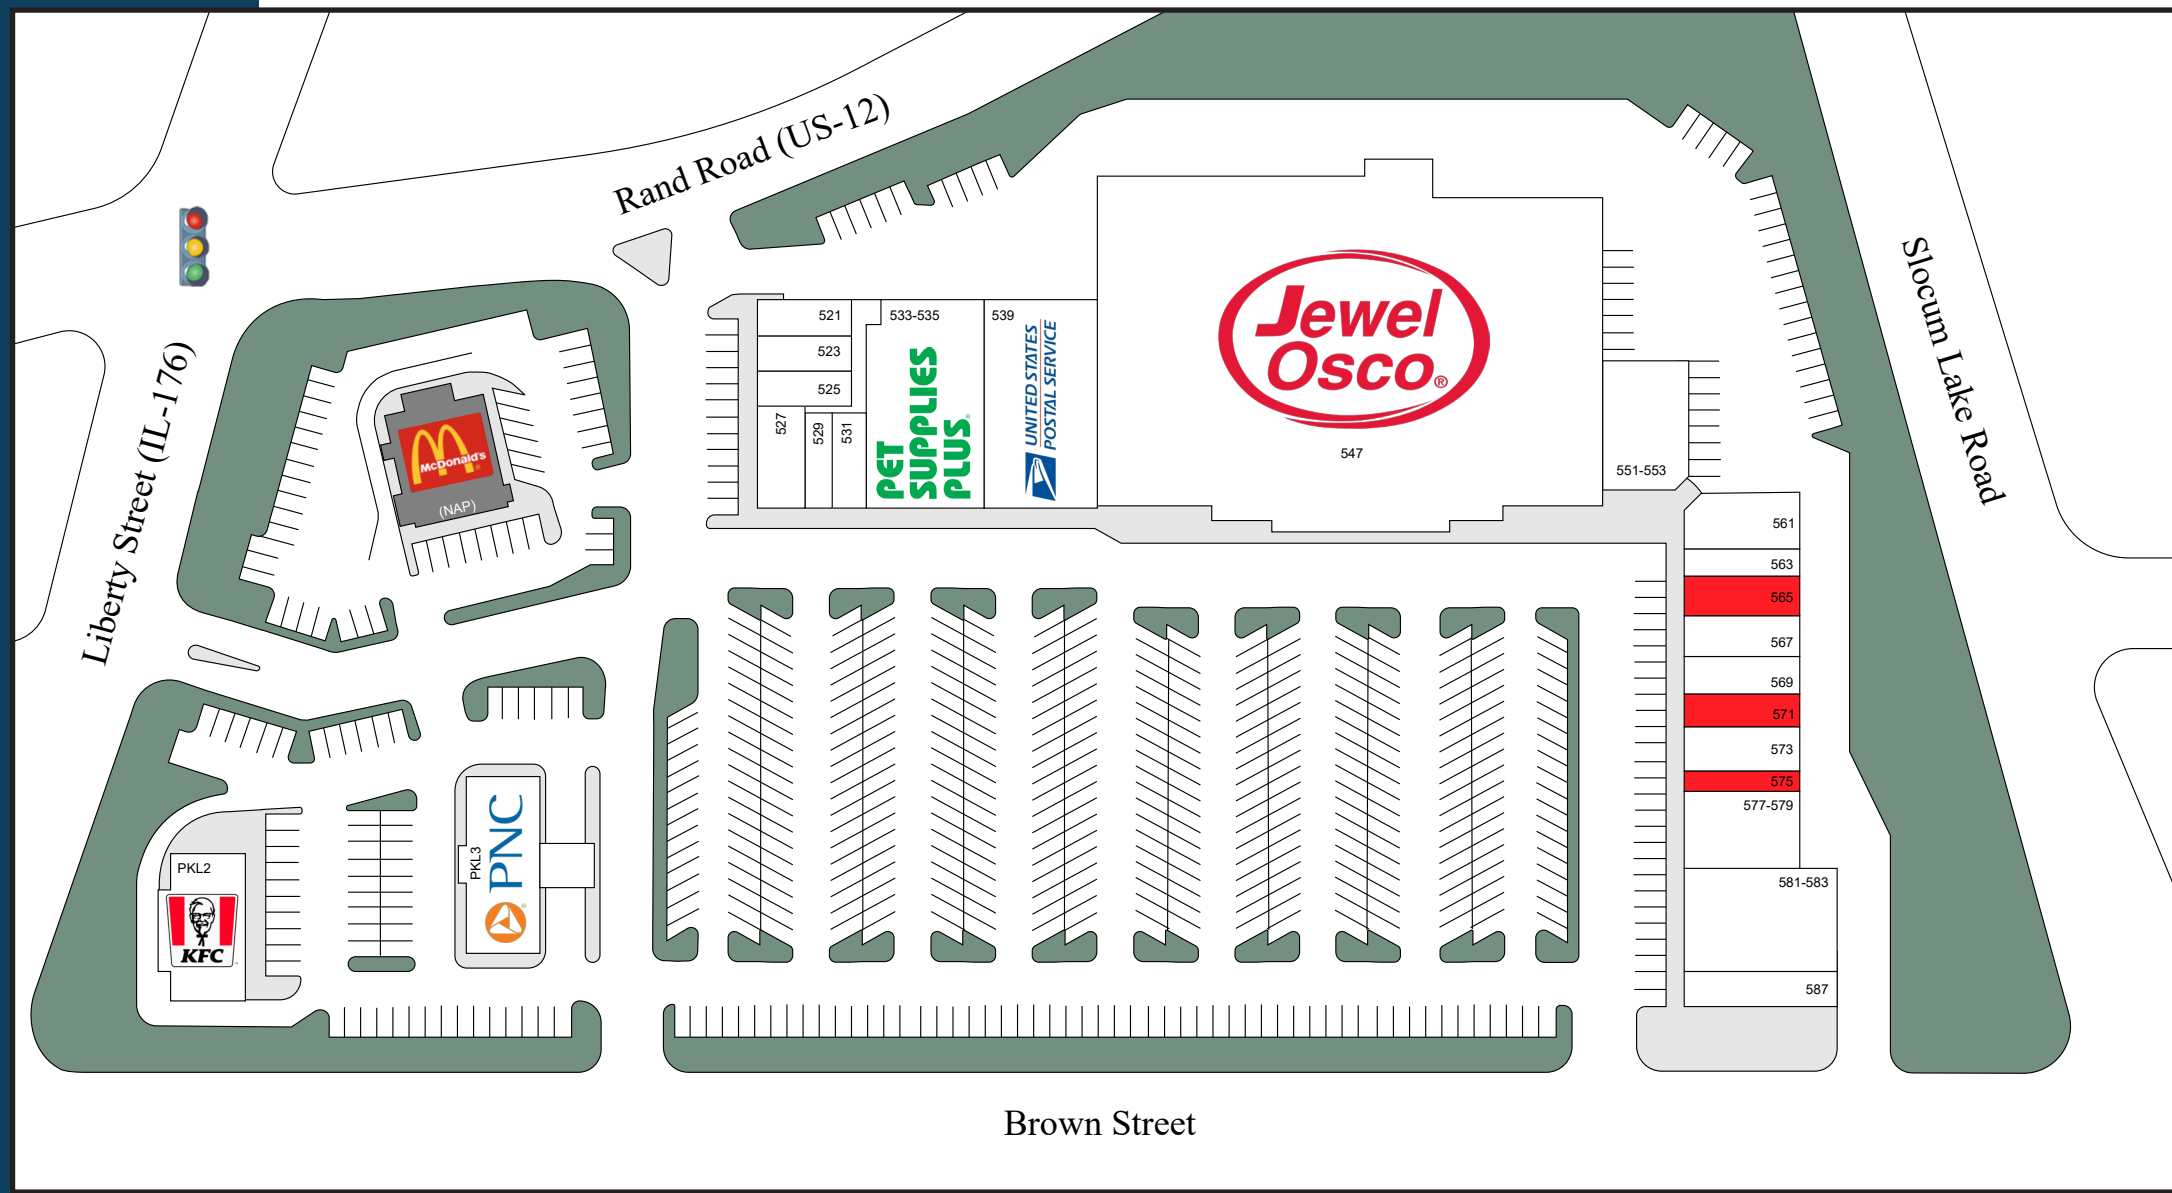 Rand Road (US-12)
Slocum Lake Road
Liberty Street (IL-176)
McDonald's
(NAP)
521
523
525
527
529
531
533-535
PET
SUPPLIES
PLUS
539
UNITED STATES
POSTAL SERVICE
Jewel
Osco®
547
551-553
561
563
565
567
569
571
573
575
577-579
581-583
587
PKL2
KFC
PKL3
PNC
Brown Street